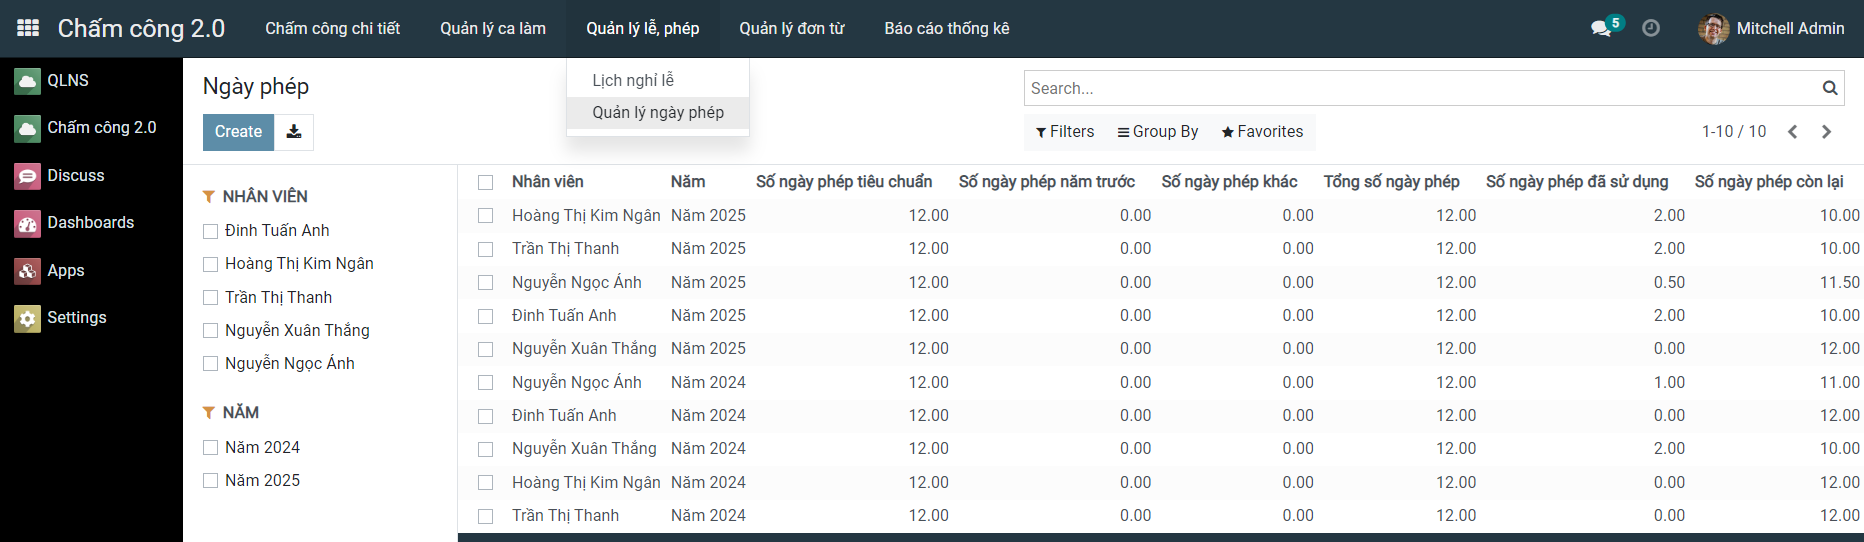 Chấm công 2.0 Chấm công chi tiết Quản lý ca làm Quản lý lễ, phép Quản lý đơn từ Báo cáo thống kê 5 Mitchell Admin
QLNS
Chấm công 2.0
Discuss
Dashboards
Apps
Settings
Lịch nghỉ lễ
Quản lý ngày phép
Ngày phép
Search...
Create
Filters Group By Favorites 1-10 / 10
NHÂN VIÊN
Đinh Tuấn Anh
Hoàng Thị Kim Ngân
Trần Thị Thanh
Nguyễn Xuân Thắng
Nguyễn Ngọc Ánh
NĂM
Năm 2024
Năm 2025
Nhân viên Năm Số ngày phép tiêu chuẩn Số ngày phép năm trước Số ngày phép khác Tổng số ngày phép Số ngày phép đã sử dụng Số ngày phép còn lại
Hoàng Thị Kim Ngân Năm 2025 12.00 0.00 0.00 12.00 2.00 10.00
Trần Thị Thanh Năm 2025 12.00 0.00 0.00 12.00 2.00 10.00
Nguyễn Ngọc Ánh Năm 2025 12.00 0.00 0.00 12.00 0.50 11.50
Đinh Tuấn Anh Năm 2025 12.00 0.00 0.00 12.00 2.00 10.00
Nguyễn Xuân Thắng Năm 2025 12.00 0.00 0.00 12.00 0.00 12.00
Nguyễn Ngọc Ánh Năm 2024 12.00 0.00 0.00 12.00 1.00 11.00
Đinh Tuấn Anh Năm 2024 12.00 0.00 0.00 12.00 0.00 12.00
Nguyễn Xuân Thắng Năm 2024 12.00 0.00 0.00 12.00 2.00 10.00
Hoàng Thị Kim Ngân Năm 2024 12.00 0.00 0.00 12.00 0.00 12.00
Trần Thị Thanh Năm 2024 12.00 0.00 0.00 12.00 0.00 12.00